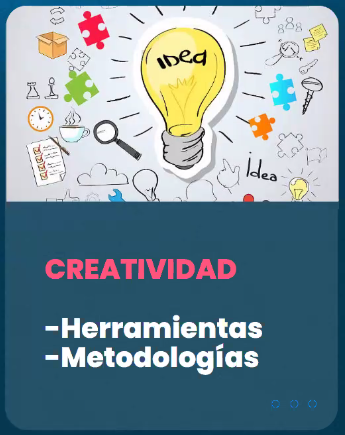 IDEA
Idea
CREATIVIDAD
-Herramientas
-Metodologías